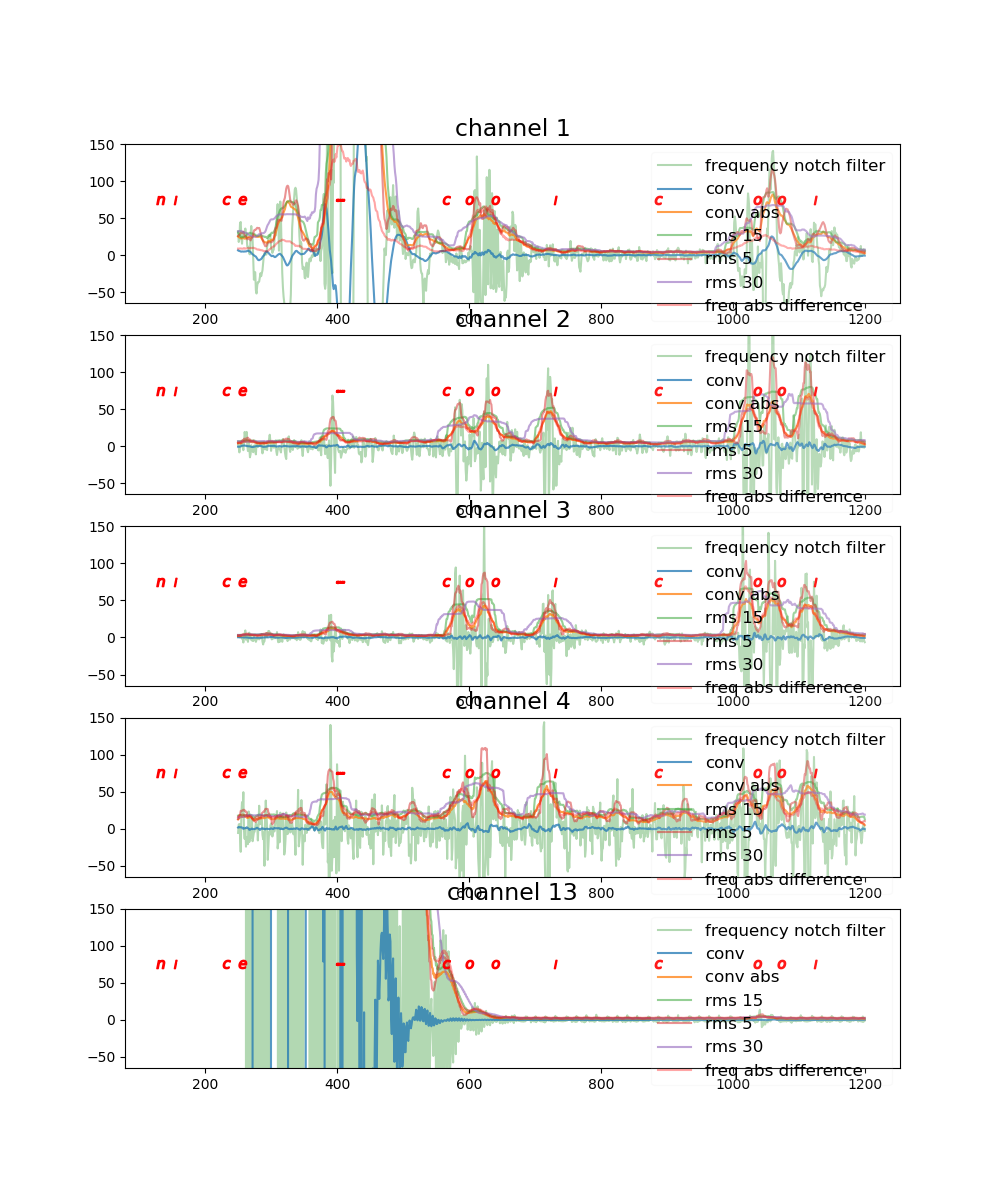 channel 1
150
frequency notch filter
100
conv
n ı c e - c o o ı c o o ı
conv abs
50
rms 15
0
rms 5
rms 30
−50
freq abs difference
200 400 600 800 1000 1200
channel 2
150
frequency notch filter
100
conv
n ı c e - c o o ı c o o ı
conv abs
50
rms 15
0
rms 5
rms 30
−50
freq abs difference
200 400 600 800 1000 1200
channel 3
150
frequency notch filter
100
conv
n ı c e - c o o ı c o o ı
conv abs
50
rms 15
0
rms 5
rms 30
−50
freq abs difference
200 400 600 800 1000 1200
channel 4
150
frequency notch filter
100
conv
n ı c e - c o o ı c o o ı
conv abs
50
rms 15
0
rms 5
rms 30
−50
freq abs difference
200 400 600 800 1000 1200
channel 13
150
frequency notch filter
100
conv
n ı c e - c o o ı c o o ı
conv abs
50
rms 15
0
rms 5
rms 30
−50
freq abs difference
200 400 600 800 1000 1200